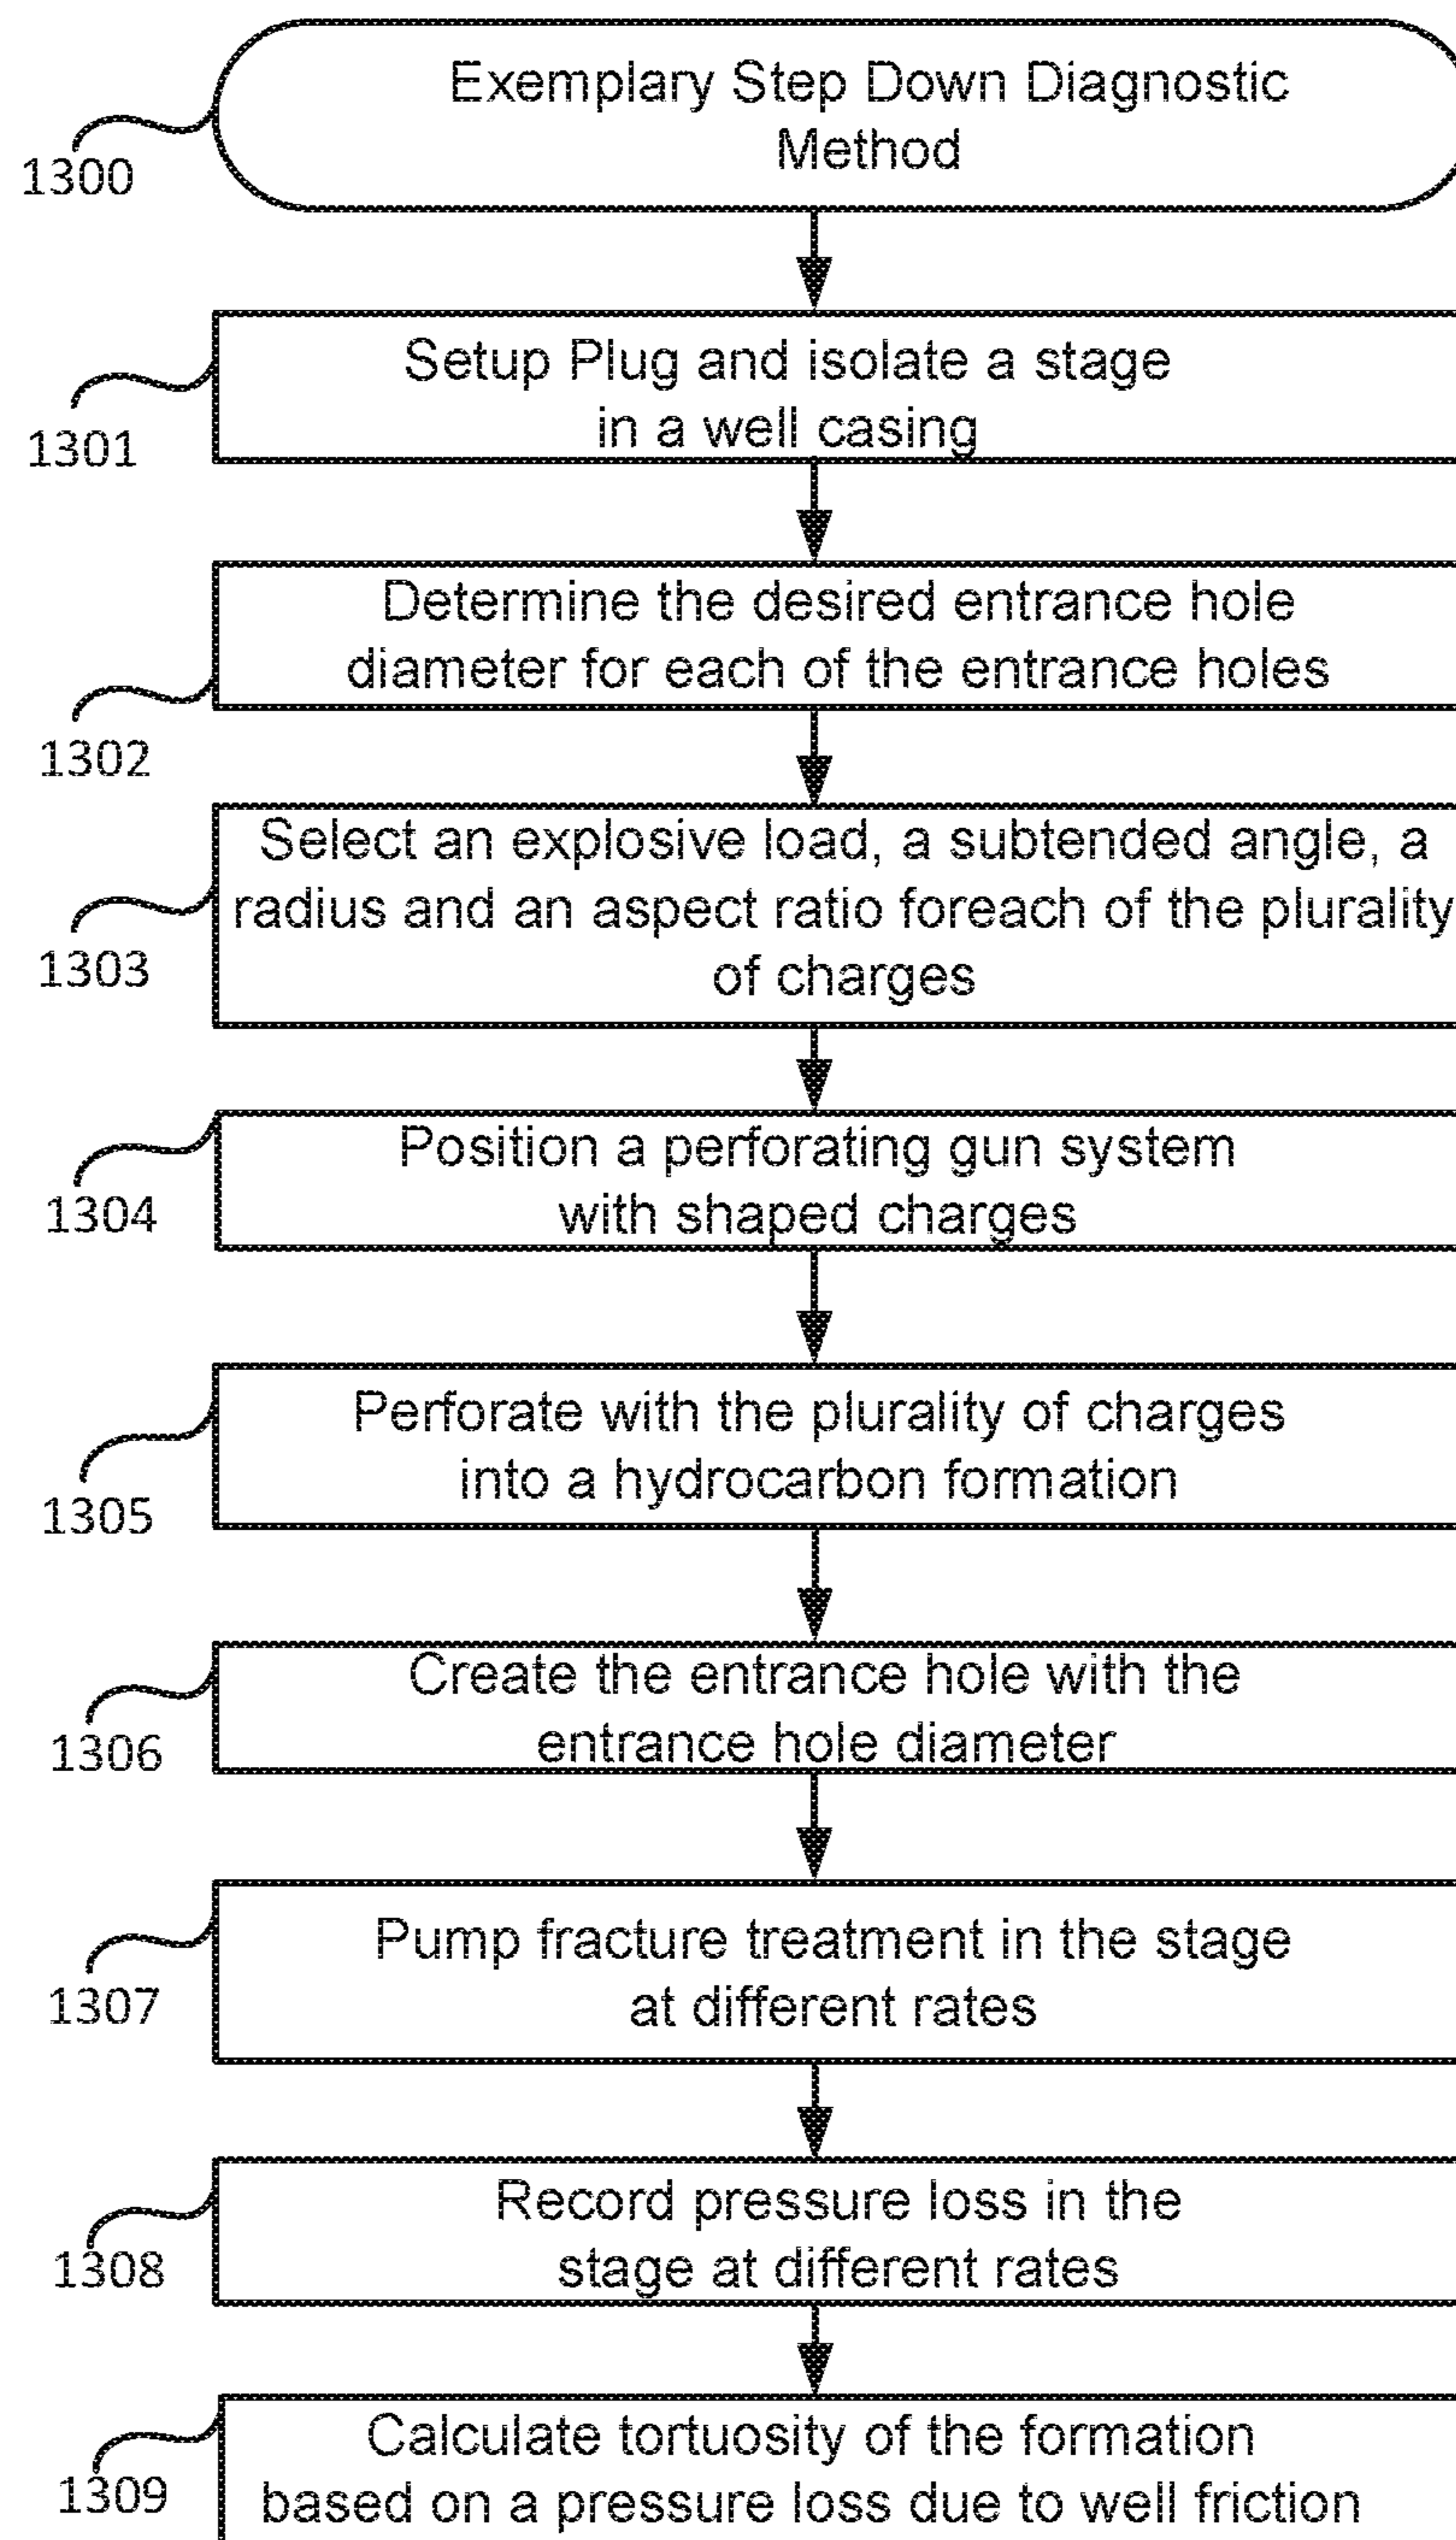 Exemplary Step Down Diagnostic
Method
1300
Setup Plug and isolate a stage
in a well casing
1301
Determine the desired entrance hole
diameter for each of the entrance holes
1302
Select an explosive load, a subtended angle, a
radius and an aspect ratio foreach of the plurality
of charges
1303
Position a perforating gun system
with shaped charges
1304
Perforate with the plurality of charges
into a hydrocarbon formation
1305
Create the entrance hole with the
entrance hole diameter
1306
Pump fracture treatment in the stage
at different rates
1307
Record pressure loss in the
stage at different rates
1308
Calculate tortuosity of the formation
based on a pressure loss due to well friction
1309